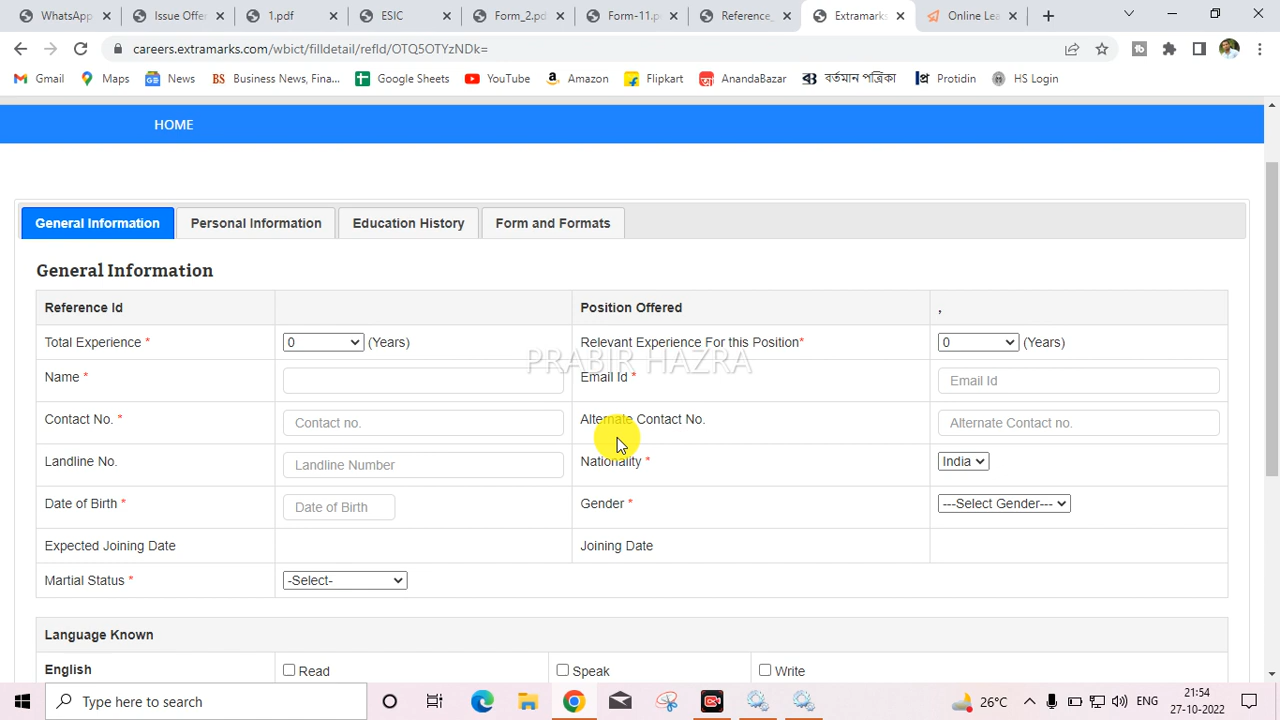 WhatsApp Issue Offer 1.pdf ESIC Form_2.pd Form-11.p Reference_ Extramarks Online Lea
careers.extramarks.com/wbict/filldetail/refId/OTQ5OTYzNDk=
Gmail Maps News Business News, Fina... Google Sheets YouTube Amazon Flipkart AnandaBazar বর্তমান পত্রিকা Protidin HS Login
HOME
General Information Personal Information Education History Form and Formats
General Information
Reference Id Position Offered ,
Total Experience * 0 (Years) Relevant Experience For this Position* 0 (Years)
PRABIR HAZRA
Name * Email Id * Email Id
Contact No. * Contact no. Alternate Contact No. Alternate Contact no.
Landline No. Landline Number Nationality * India
Date of Birth * Date of Birth Gender * ---Select Gender---
Expected Joining Date Joining Date
Martial Status * -Select-
Language Known
English Read Speak Write
Type here to search 26°C ENG 21:54
27-10-2022